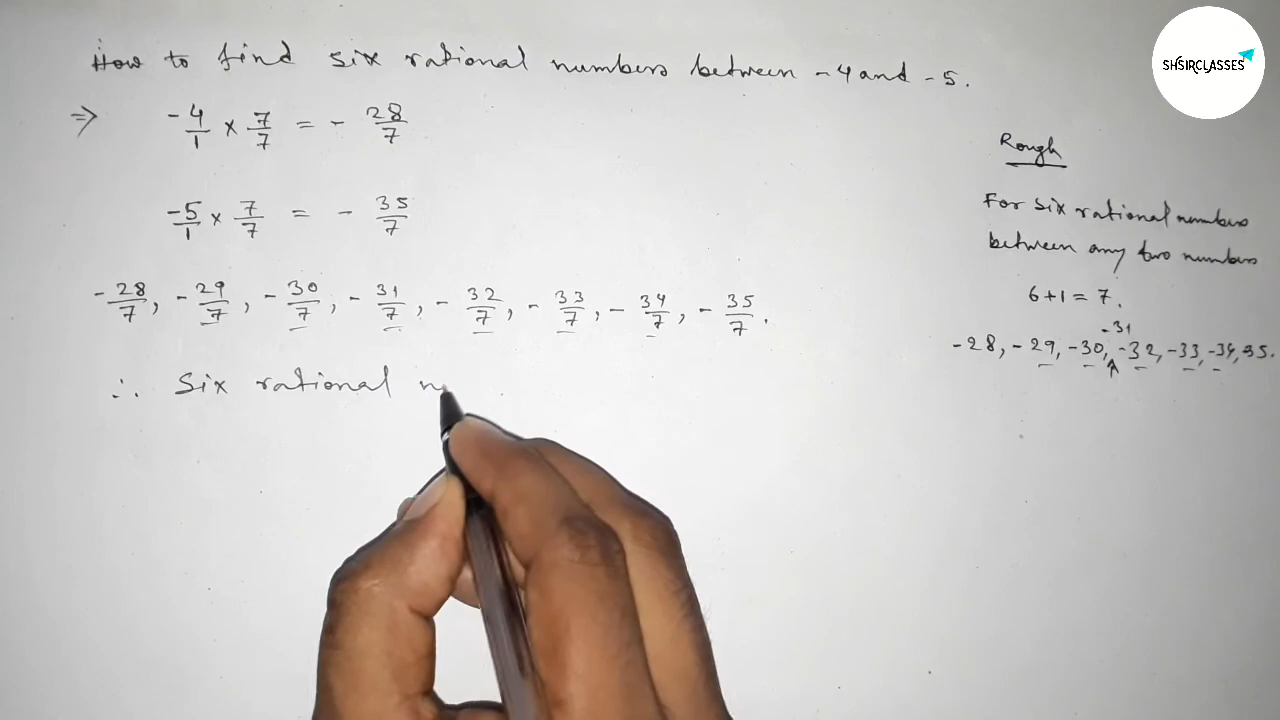 How to find six rational numbers between -4 and -5.
SHSIRCLASSES
⇒ -4/1 × 7/7 = - 28/7
-5/1 × 7/7 = - 35/7
- 28/7, - 29/7, - 30/7, - 31/7, - 32/7, - 33/7, - 34/7, - 35/7.
∴ Six rational n
Rough
For six rational numbers
between any two numbers
6+1 = 7.
-31
-28, -29, -30, -32, -33, -34, 35.